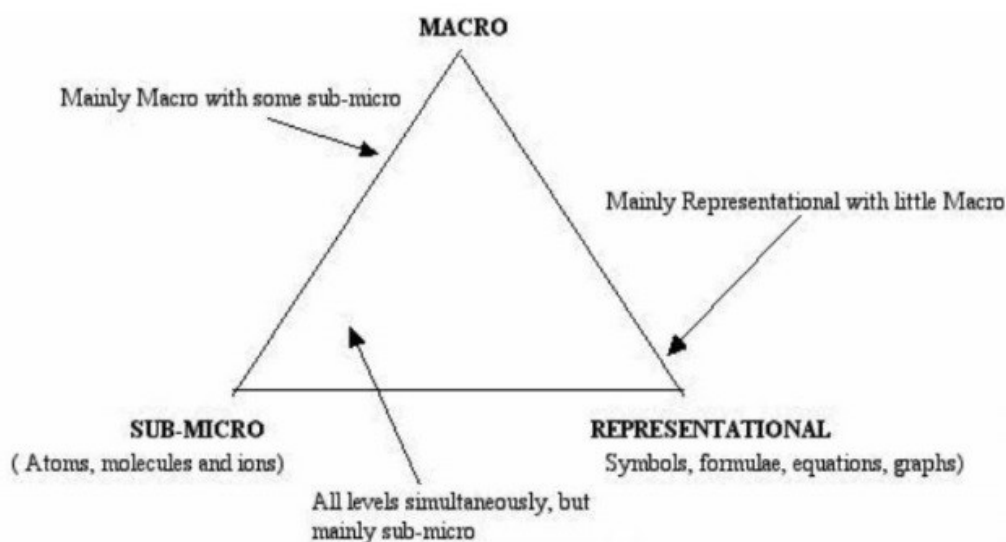 MACRO
Mainly Macro with some sub-micro
Mainly Representational with little Macro
SUB-MICRO
( Atoms, molecules and ions)
REPRESENTATIONAL
Symbols, formulae, equations, graphs)
All levels simultaneously, but
mainly sub-micro